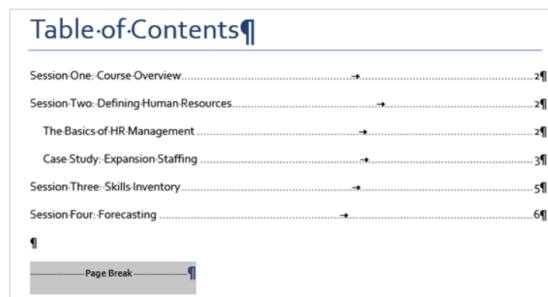 Table·of·Contents¶
Session·One:·Course·Overview → 2¶
Session·Two:·Defining·Human·Resources → 2¶
The·Basics·of·HR·Management → 2¶
Case·Study:·Expansion·Staffing → 3¶
Session·Three:·Skills·Inventory → 5¶
Session·Four:·Forecasting → 6¶
¶
Page Break ¶